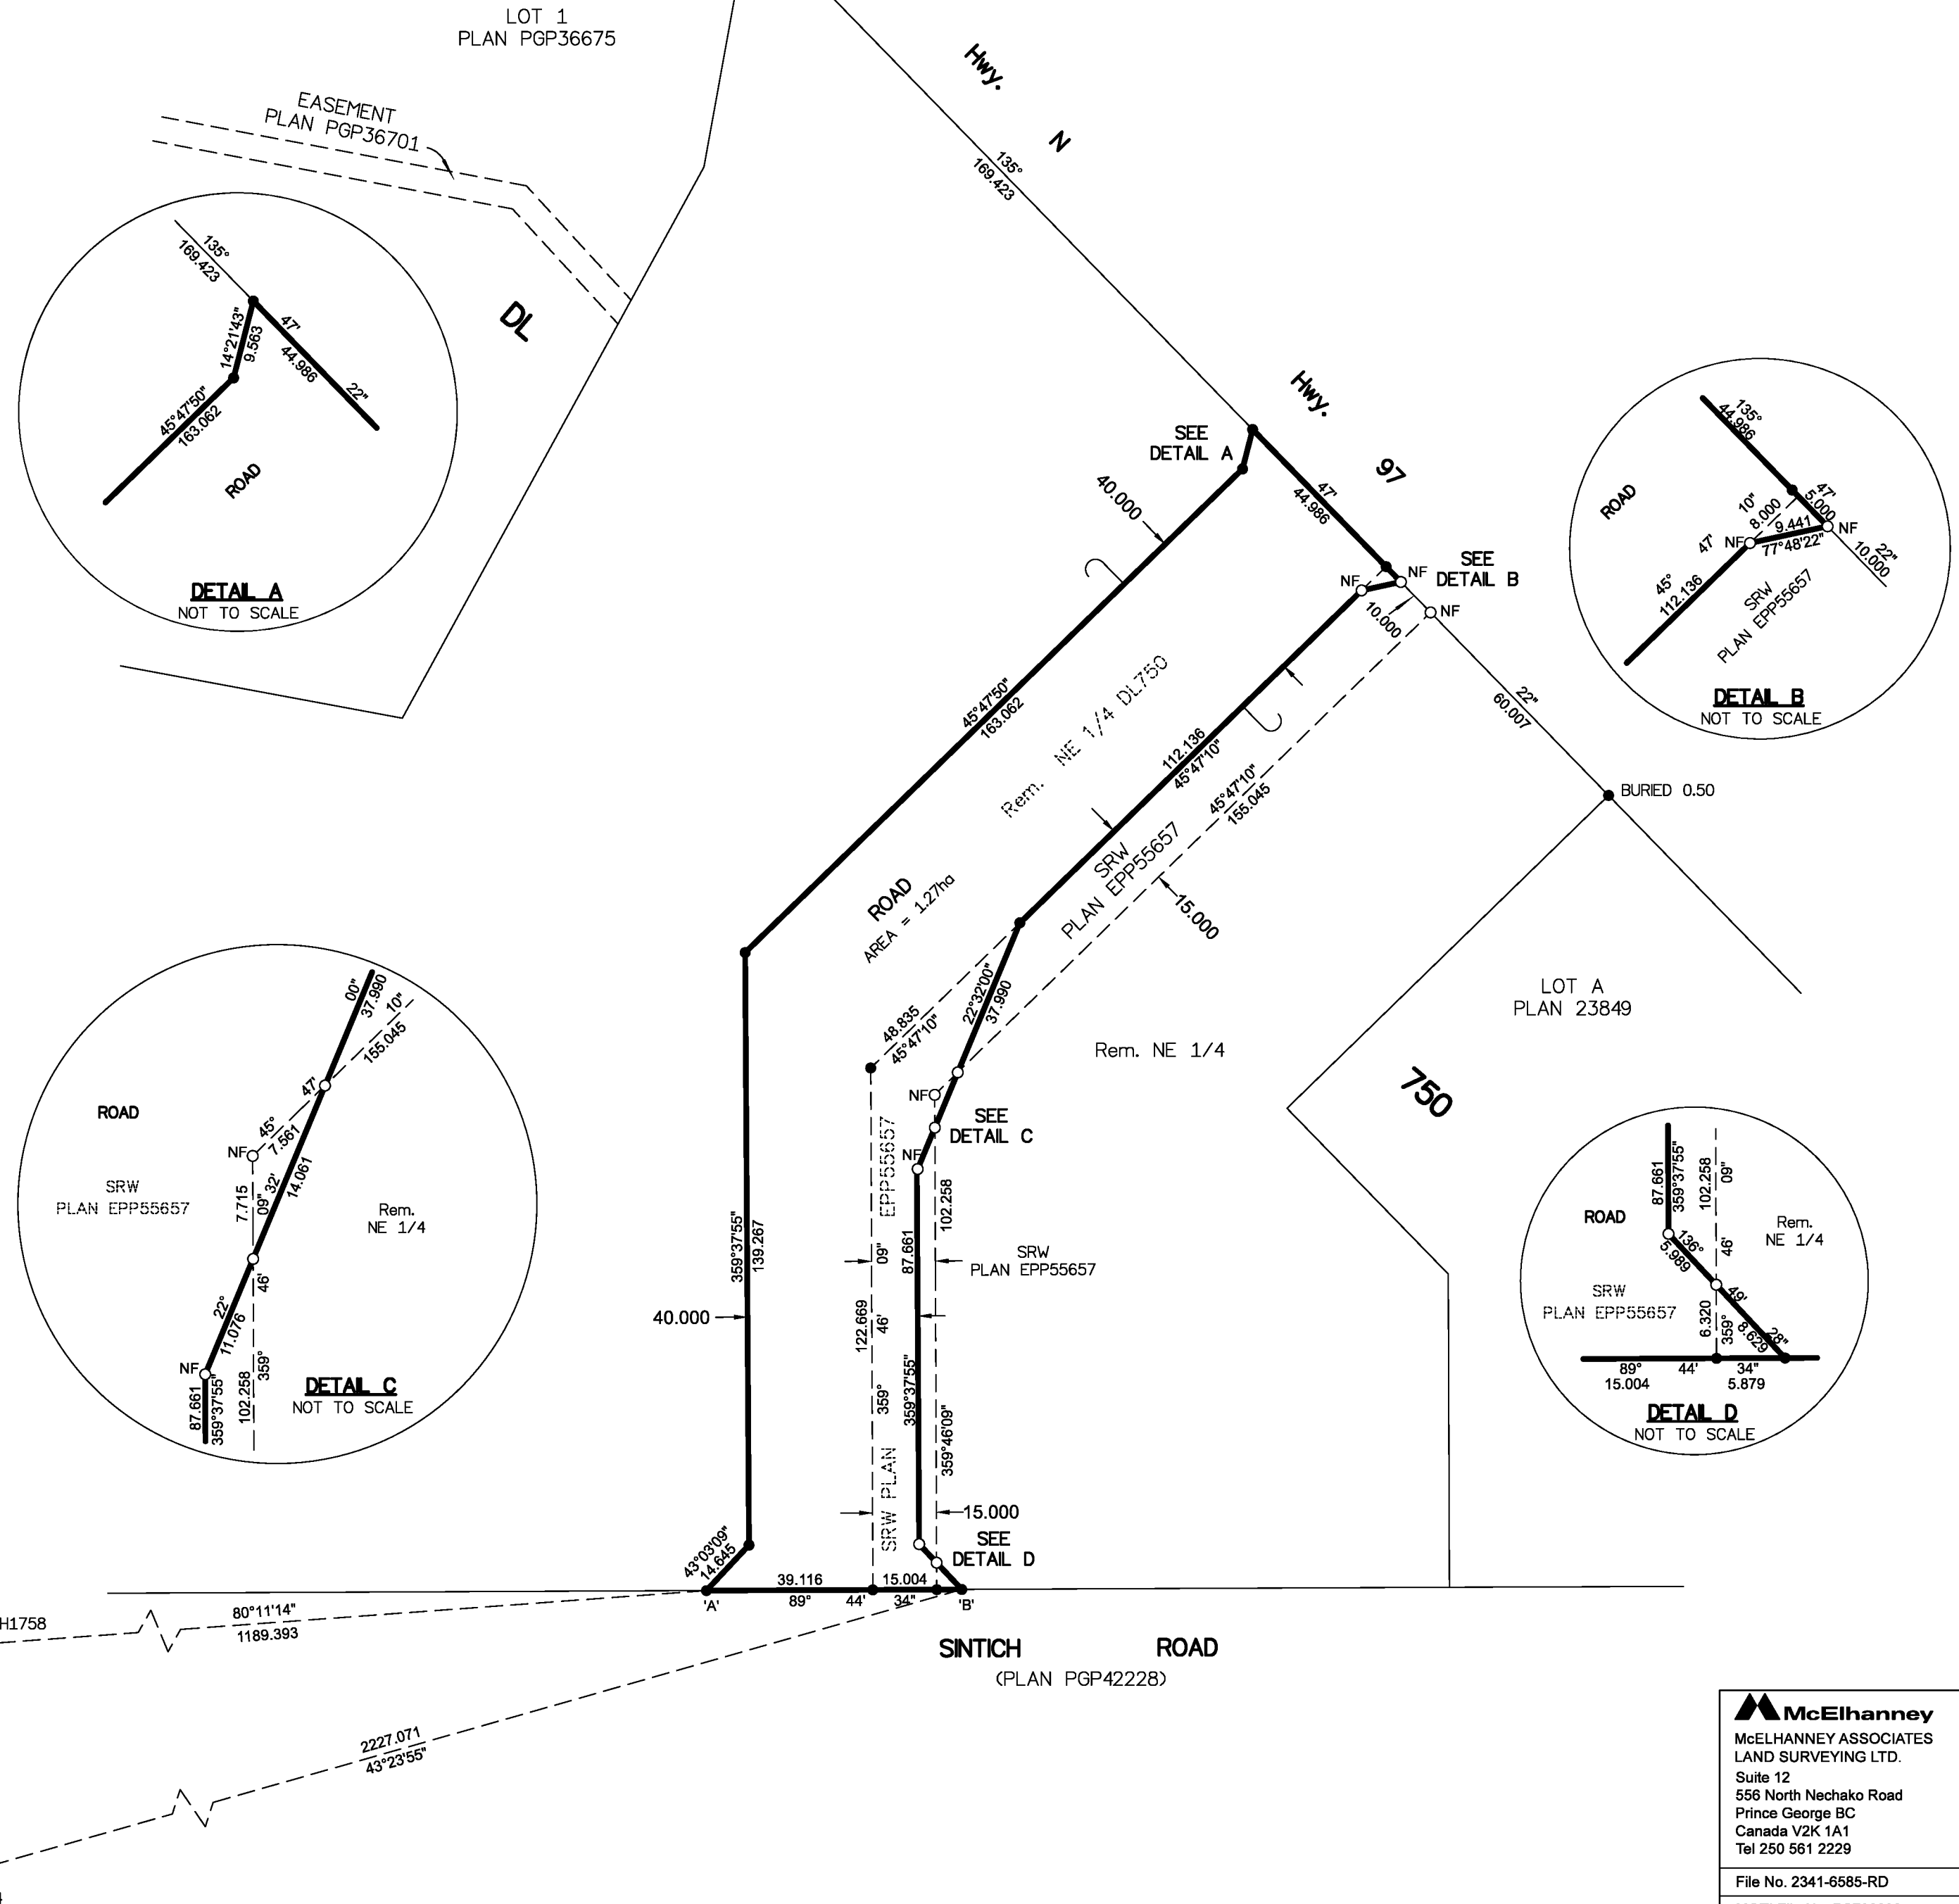 LOT 1
PLAN PGP36675
EASEMENT
PLAN PGP36701
Hwy.
N
135°
169.423
DL
135°
169.423
14°21'43"
9.563
47'
44.986
22"
45°47'50"
163.062
ROAD
DETAIL A
NOT TO SCALE
Hwy.
97
SEE
DETAIL A
40.000
47'
44.986
NF
NF
SEE
DETAIL B
NF
10.000
22"
60.007
BURIED 0.50
135°
44.986
ROAD
10"
8.000
47'
5.000
9.441
77°48'22"
NF
NF
47'
22"
10.000
45°
112.136
SRW
PLAN EPP55657
DETAIL B
NOT TO SCALE
45°47'50"
163.062
Rem. NE 1/4 DL750
112.136
45°47'10"
45°47'10"
155.045
SRW
PLAN EPP55657
15.000
ROAD
AREA = 1.27ha
22°32'00"
37.990
48.835
45°47'10"
LOT A
PLAN 23849
Rem. NE 1/4
750
NF
SEE
DETAIL C
NF
00"
37.990
10"
155.045
47'
ROAD
45°
7.561
NF
32'
14.061
7.715
09"
SRW
PLAN EPP55657
Rem.
NE 1/4
46'
22°
11.076
NF
359°
102.258
87.661
359°37'55"
DETAIL C
NOT TO SCALE
359°37'55"
139.267
40.000
EPP55657
SRW PLAN
09"
46'
359°
122.669
87.661
359°37'55"
102.258
359°46'09"
SRW
PLAN EPP55657
15.000
SEE
DETAIL D
87.661
359°37'55"
102.258
09"
ROAD
Rem.
NE 1/4
136°
5.989
46'
SRW
PLAN EPP55657
49'
8.629
28"
6.320
359°
89° 44' 34"
15.004 5.879
DETAIL D
NOT TO SCALE
43°03'09"
14.645
39.116 15.004
'A' 89° 44' 34" 'B'
H1758
80°11'14"
1189.393
SINTICH ROAD
(PLAN PGP42228)
2227.071
43°23'55"
McElhanney
McELHANNEY ASSOCIATES
LAND SURVEYING LTD.
Suite 12
556 North Nechako Road
Prince George BC
Canada V2K 1A1
Tel 250 561 2229
File No. 2341-6585-RD